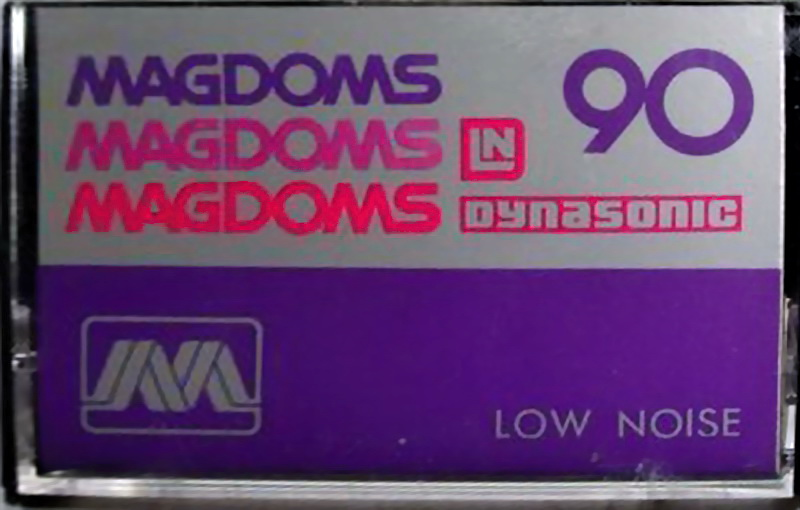 MAGDOMS
90
MAGDOMS
LN
MAGDOMS
DYNASONIC
M
LOW NOISE